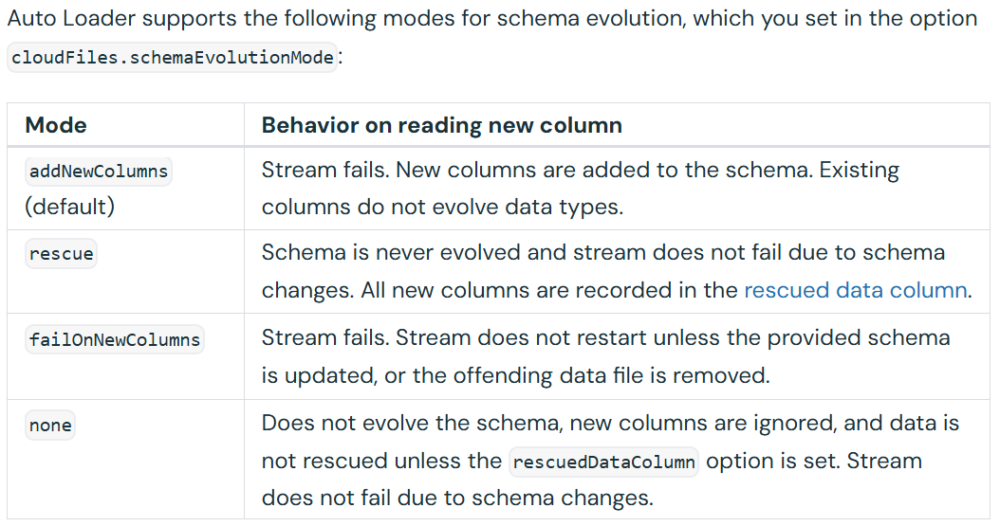 Auto Loader supports the following modes for schema evolution, which you set in the option
cloudFiles.schemaEvolutionMode:
Mode
Behavior on reading new column
addNewColumns
(default)
Stream fails. New columns are added to the schema. Existing
columns do not evolve data types.
rescue
Schema is never evolved and stream does not fail due to schema
changes. All new columns are recorded in the rescued data column.
failOnNewColumns
Stream fails. Stream does not restart unless the provided schema
is updated, or the offending data file is removed.
none
Does not evolve the schema, new columns are ignored, and data is
not rescued unless the rescuedDataColumn option is set. Stream
does not fail due to schema changes.